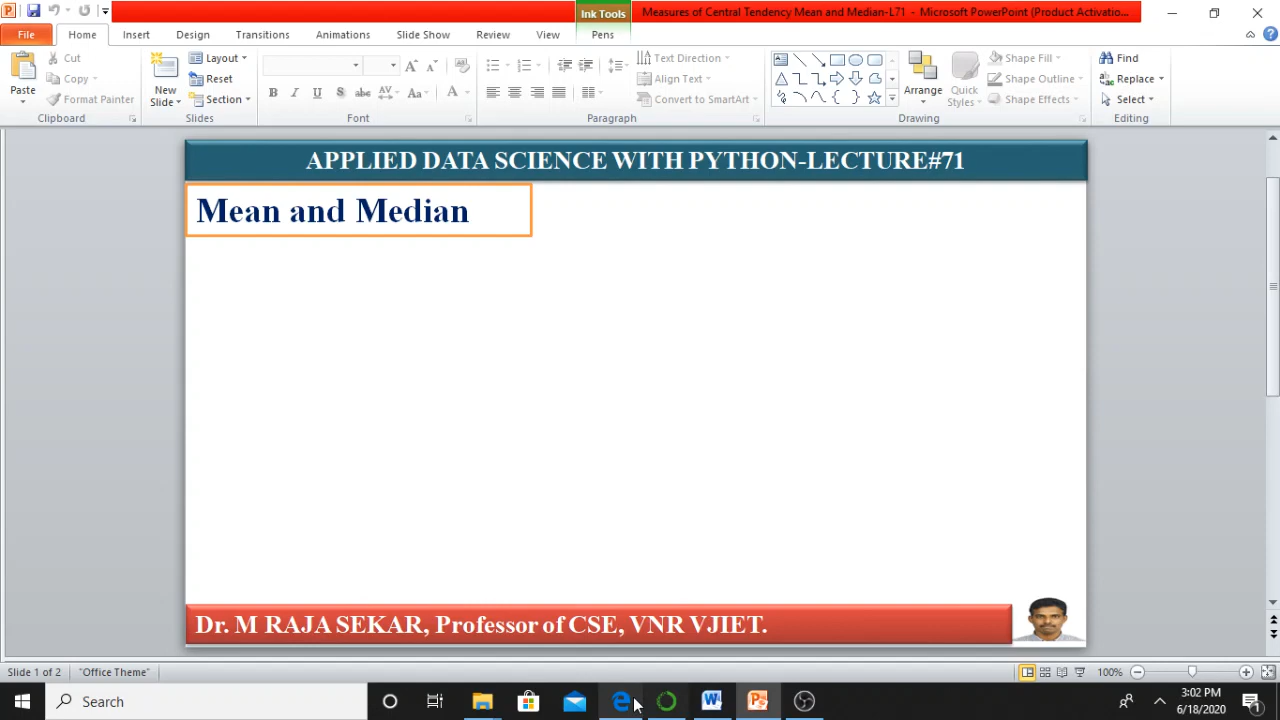 Ink Tools
Measures of Central Tendency Mean and Median-L71 - Microsoft PowerPoint (Product Activatio...
File Home Insert Design Transitions Animations Slide Show Review View Pens
Paste
Cut
Copy
Format Painter
Clipboard
New Slide
Layout
Reset
Section
Slides
B I U S abc AV Aa A
Font
Text Direction
Align Text
Convert to SmartArt
Paragraph
Arrange
Quick Styles
Shape Fill
Shape Outline
Shape Effects
Drawing
Find
Replace
Select
Editing
APPLIED DATA SCIENCE WITH PYTHON-LECTURE#71
Mean and Median
Dr. M RAJA SEKAR, Professor of CSE, VNR VJIET.
Slide 1 of 2 "Office Theme" 100%
Search
3:02 PM
6/18/2020